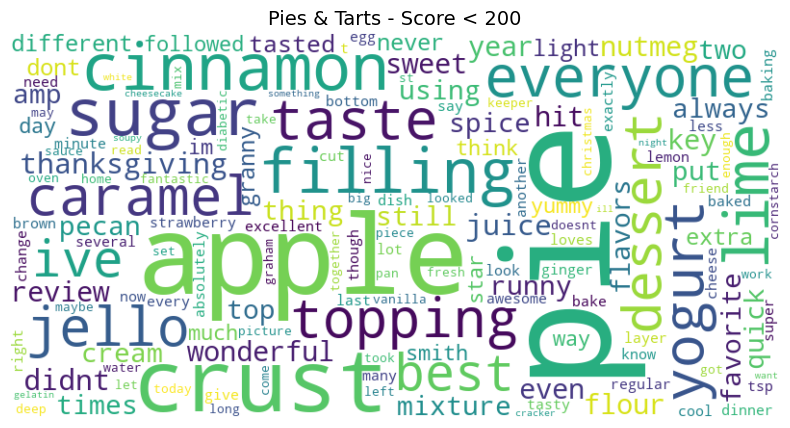 Pies & Tarts - Score < 200
different followed tasted egg never year light nutmeg two
dont cinnamon sweet using everyone
need white cheesecake mix something st say keeper exactly baking
amp sugar diabetic take bottom taste spice hit always
may soupy less
day minute .im granny think christmas key
sauce read cut nice night lemon
thanksgiving filling another put enough
oven home fantastic big looked dish. friend cornstarch
caramel thing still juice yummy flavors dessert lime
brown pecan strawberry excellent piece doesnt baked extra
several absolutely graham together though lot star loves
change ive set apple pan fresh look ginger cheese work
review now every last vanilla awesome bake runny
maybe top picture topping pie way layer yogurt favorite quick super
jello much
right cream wonderful took smith know got want
water many tasty even regular tsp
gelatin didnt let today come crust left best
deep times give long mixture cracker flour cool dinner
t ill